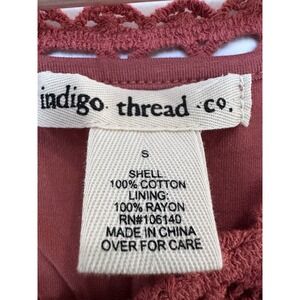 indigo thread co.
S
SHELL
100% COTTON
LINING:
100% RAYON
RN#106140
MADE IN CHINA
OVER FOR CARE